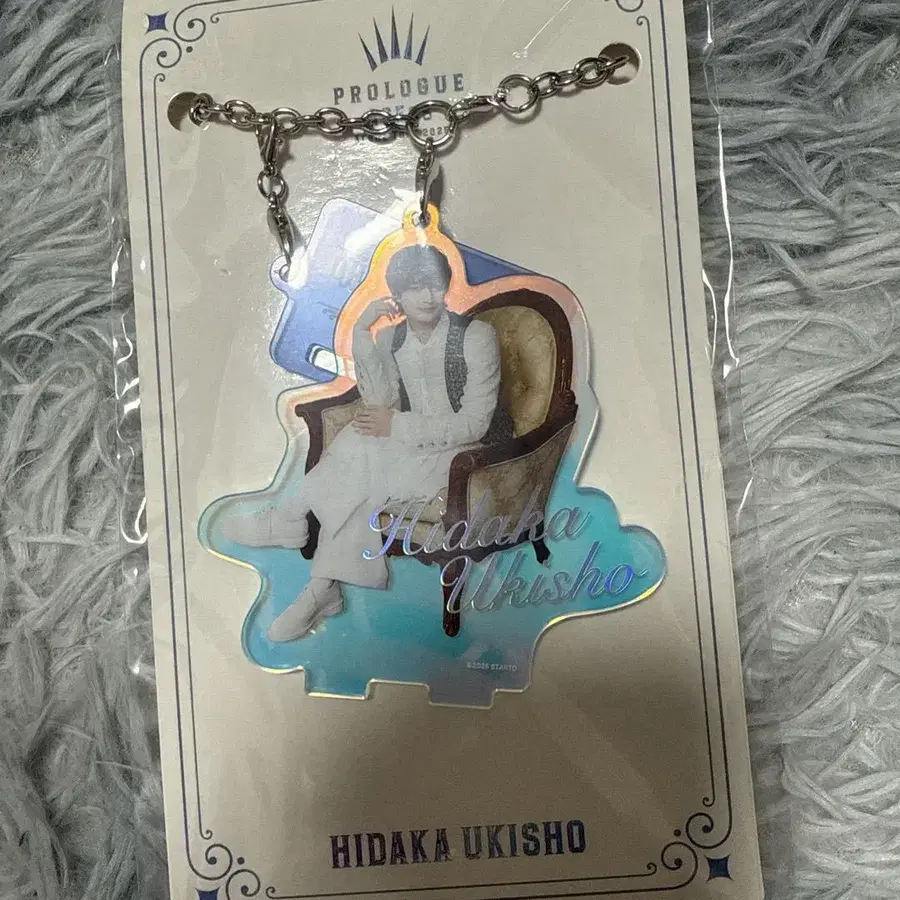 PROLOGUE
Hidaka
Ukisho
©2025 STARTO
HIDAKA UKISHO